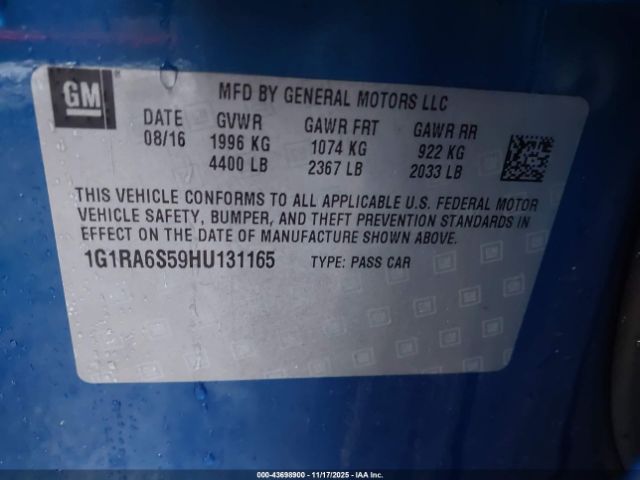 GM
MFD BY GENERAL MOTORS LLC
DATE GVWR GAWR FRT GAWR RR
08/16 1996 KG 1074 KG 922 KG
4400 LB 2367 LB 2033 LB
THIS VEHICLE CONFORMS TO ALL APPLICABLE U.S. FEDERAL MOTOR
VEHICLE SAFETY, BUMPER, AND THEFT PREVENTION STANDARDS IN
EFFECT ON THE DATE OF MANUFACTURE SHOWN ABOVE.
1G1RA6S59HU131165 TYPE: PASS CAR
000-43698900 - 11/17/2025 - IAA Inc.